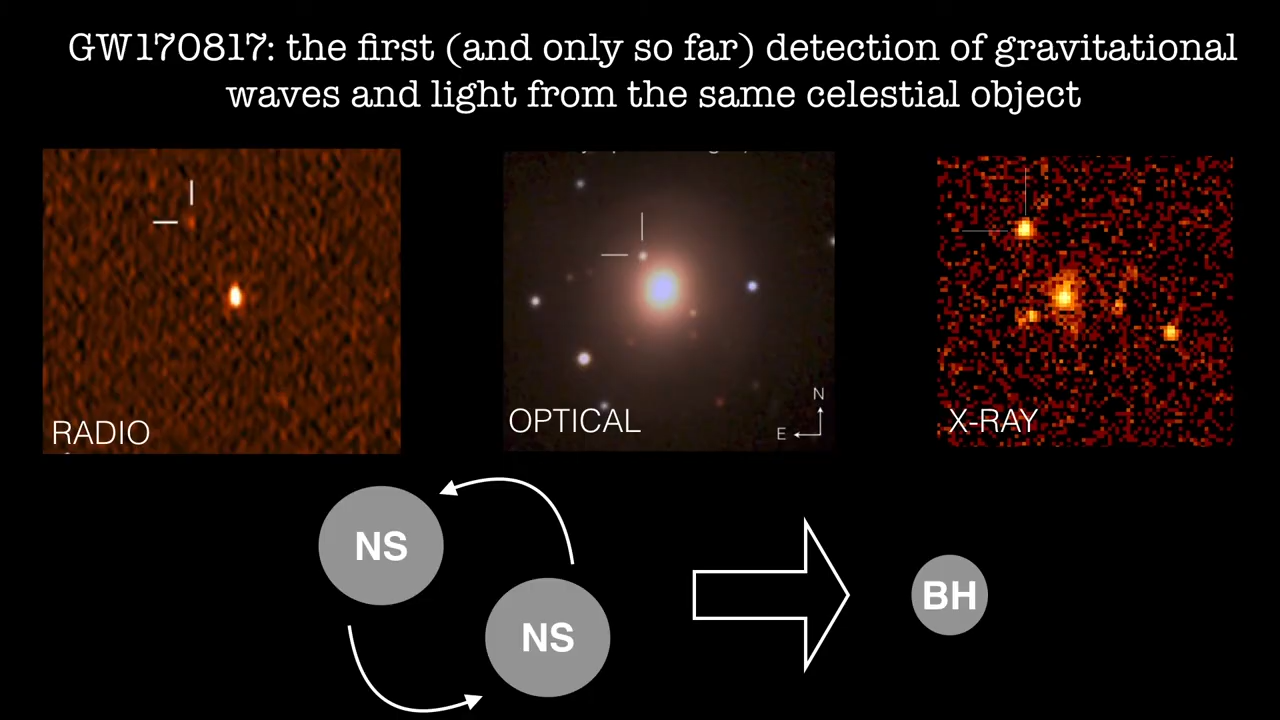 GW170817: the first (and only so far) detection of gravitational
waves and light from the same celestial object
RADIO
OPTICAL
N
E
X-RAY
NS
NS
BH